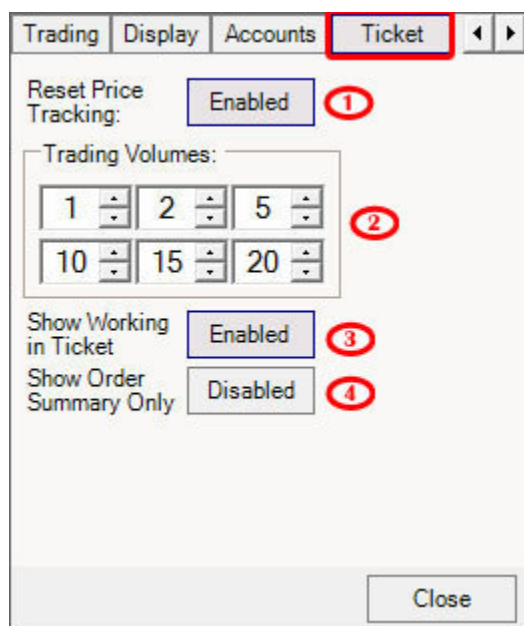 Trading Display Accounts Ticket
Reset Price
Tracking:
Enabled
1
Trading Volumes:
1 2 5
2
10 15 20
Show Working
in Ticket
Enabled
3
Show Order
Summary Only
Disabled
4
Close